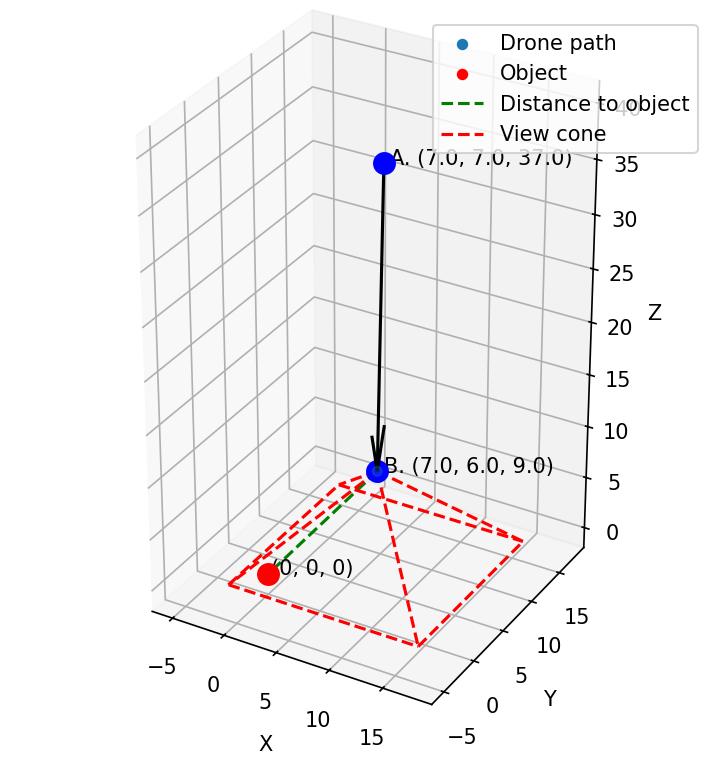 Drone path
Object
Distance to object
View cone
40
A. (7.0, 7.0, 37.0)
35
30
Z
25
20
15
10
B. (7.0, 6.0, 9.0)
5
0
(0, 0, 0)
−5
0
5
10
15
X
−5
0
5
10
15
Y